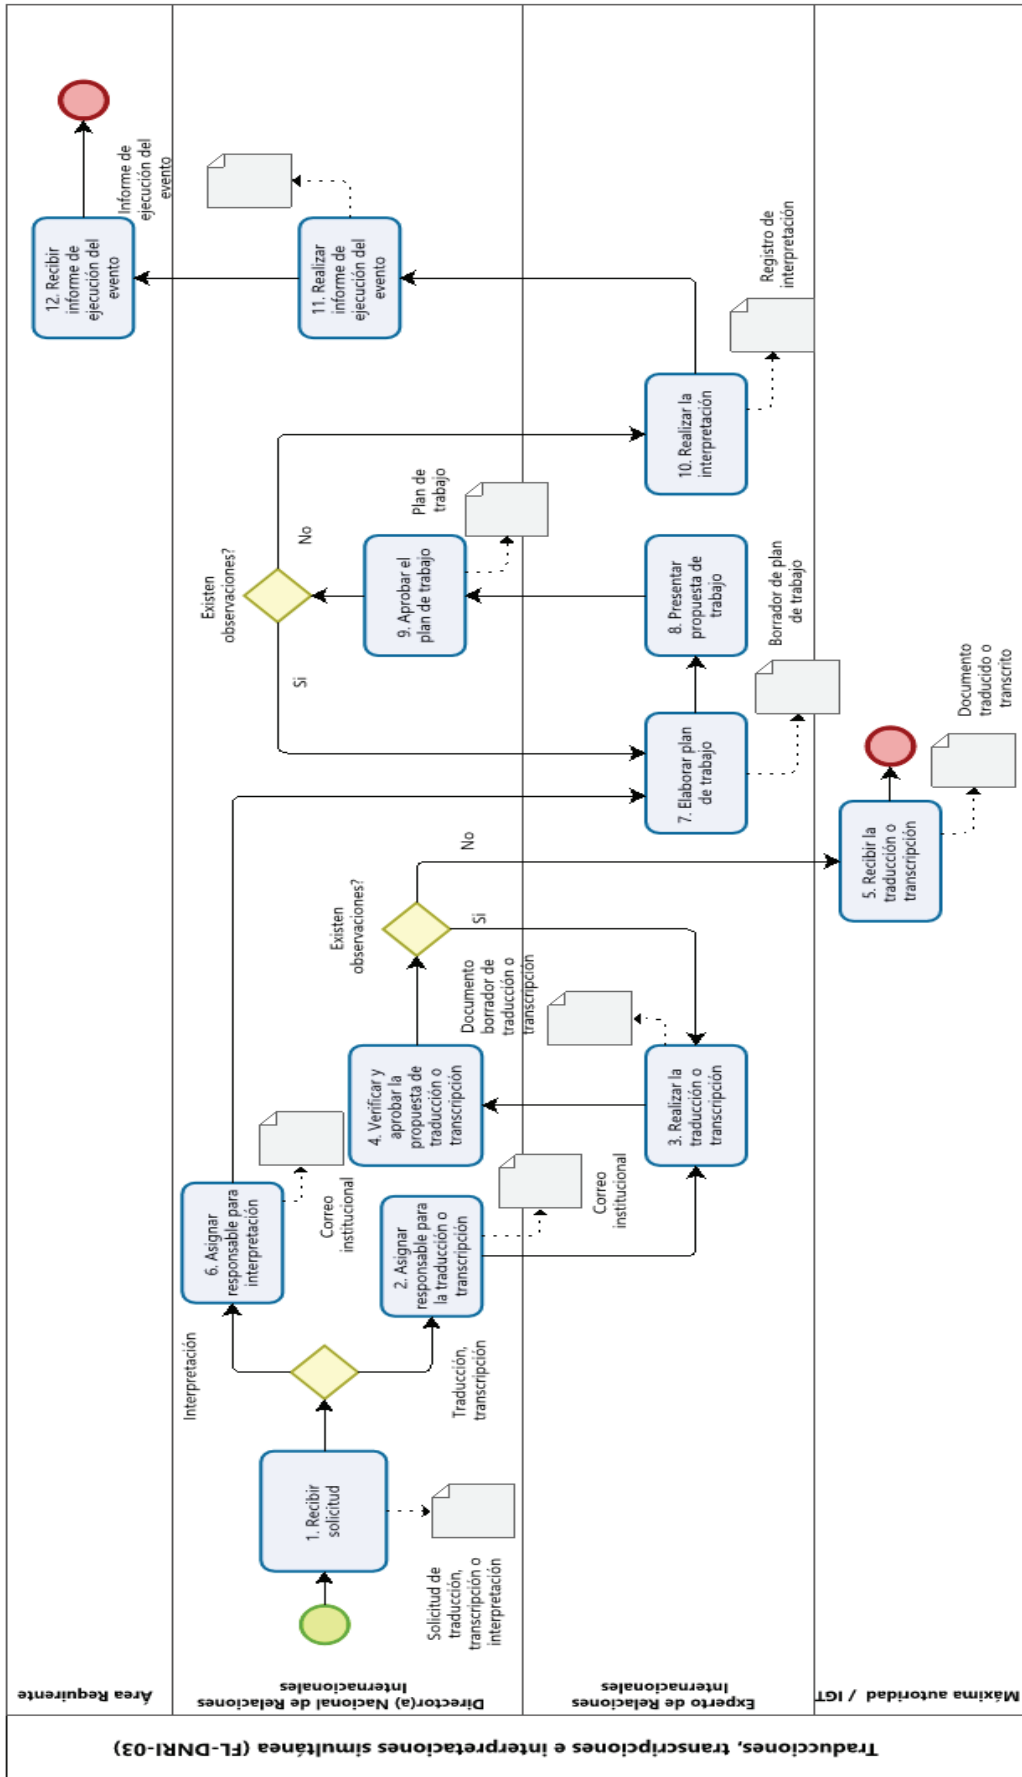 Traducciones, transcripciones e interpretaciones simultánea (FL-DNRI-03)
Área Requirente
Director(a) Nacional de Relaciones
Internacionales
Experto de Relaciones
Internacionales
Máxima autoridad / IGT
1. Recibir
solicitud
Solicitud de
traducción,
transcripción o
interpretación
Interpretación
Traducción,
transcripción
6. Asignar
responsable para
interpretación
Correo
institucional
2. Asignar
responsable para
la traducción o
transcripción
Correo
institucional
3. Realizar la
traducción o
transcripción
Documento
borrador de
traducción o
transcripción
4. Verificar y
aprobar la
propuesta de
traducción o
transcripción
Existen
observaciones?
Si
No
5. Recibir la
traducción o
transcripción
Documento
traducido o
transcrito
7. Elaborar plan
de trabajo
Borrador de plan
de trabajo
8. Presentar
propuesta de
trabajo
9. Aprobar el
plan de trabajo
Plan de
trabajo
Existen
observaciones?
Si
No
10. Realizar la
interpretación
Registro de
interpretación
11. Realizar
informe de
ejecución del
evento
Informe de
ejecución del
evento
12. Recibir
informe de
ejecución del
evento